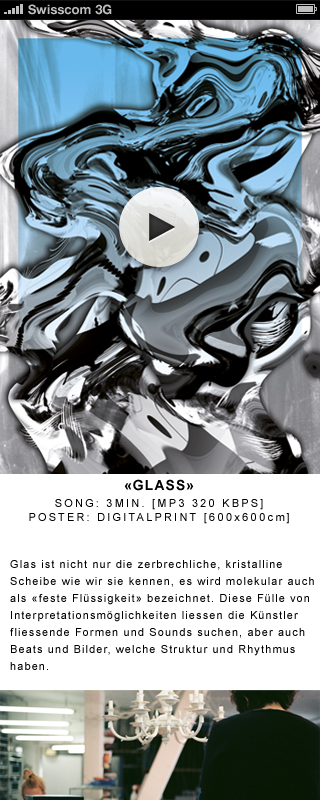 Swisscom 3G
«GLASS»
SONG: 3MIN. [MP3 320 KBPS]
POSTER: DIGITALPRINT [600x600cm]
Glas ist nicht nur die zerbrechliche, kristalline
Scheibe wie wir sie kennen, es wird molekular auch
als «feste Flüssigkeit» bezeichnet. Diese Fülle von
Interpretationsmöglichkeiten liessen die Künstler
fliessende Formen und Sounds suchen, aber auch
Beats und Bilder, welche Struktur und Rhythmus
haben.